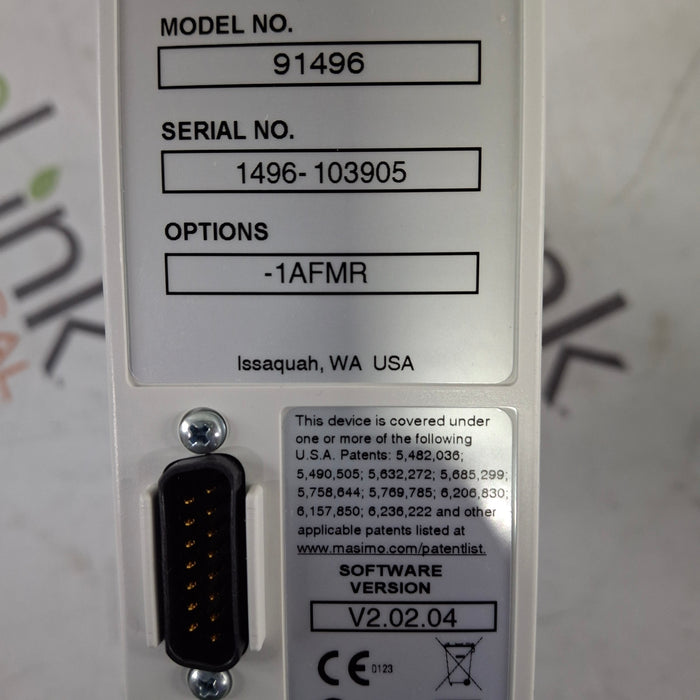 MODEL NO.
91496
SERIAL NO.
1496-103905
OPTIONS
-1AFMR
Issaquah, WA USA
This device is covered under
one or more of the following
U.S.A. Patents: 5,482,036;
5,490,505; 5,632,272; 5,685,299;
5,758,644; 5,769,785; 6,206,830;
6,157,850; 6,236,222 and other
applicable patents listed at
www.masimo.com/patentlist.
SOFTWARE
VERSION
V2.02.04
CE 0123
ink